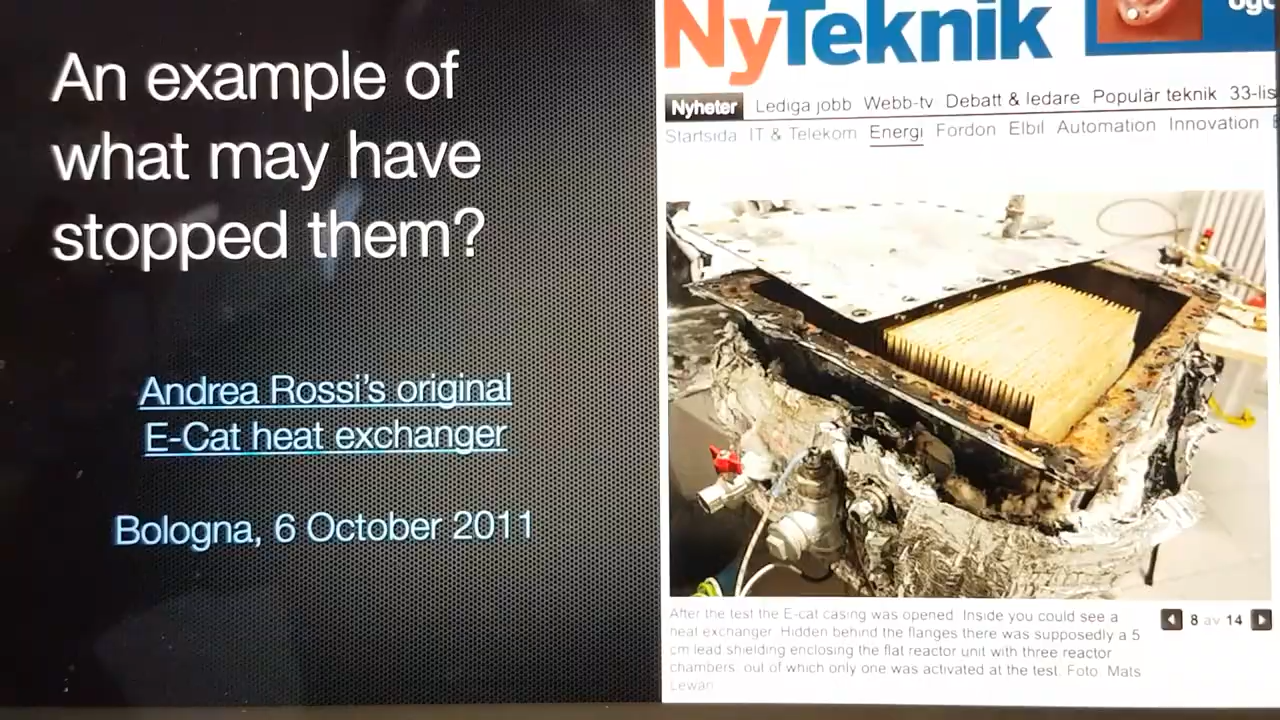 An example of
what may have
stopped them?
Andrea Rossi's original
E-Cat heat exchanger
Bologna, 6 October 2011
NyTeknik
Nyheter Lediga jobb Webb-tv Debatt & ledare Populär teknik 33-lis
Startsida IT & Telekom Energi Fordon Elbil Automation Innovation
After the test the E-cat casing was opened. Inside you could see a
heat exchanger. Hidden behind the flanges there was supposedly a 5
cm lead shielding enclosing the flat reactor unit with three reactor
chambers, out of which only one was activated at the test. Foto: Mats
Lewan
8 av 14